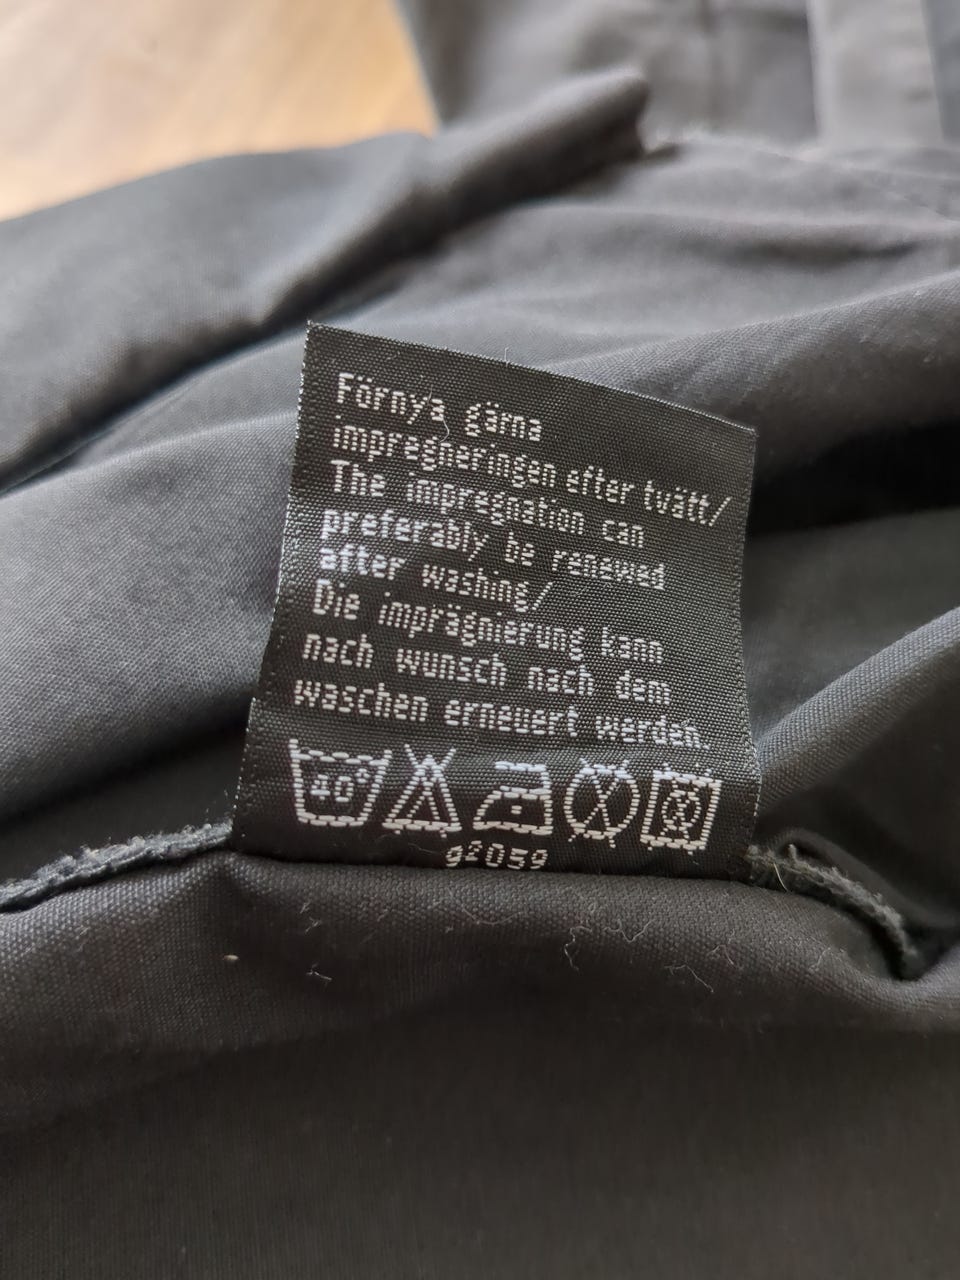 Förnya gärna
impregneringen efter tvätt/
The impregnation can
preferably be renewed
after washing/
Die imprägnierung kann
nach wunsch nach dem
waschen erneuert werden.
40°
92059